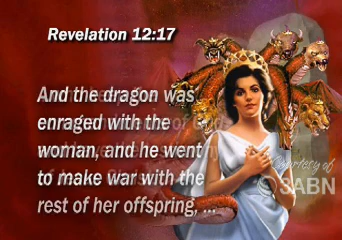 Revelation 12:17
And the dragon was
enraged with the
woman, and he went
to make war with the
rest of her offspring, ...
Courtesy of
© 3ABN